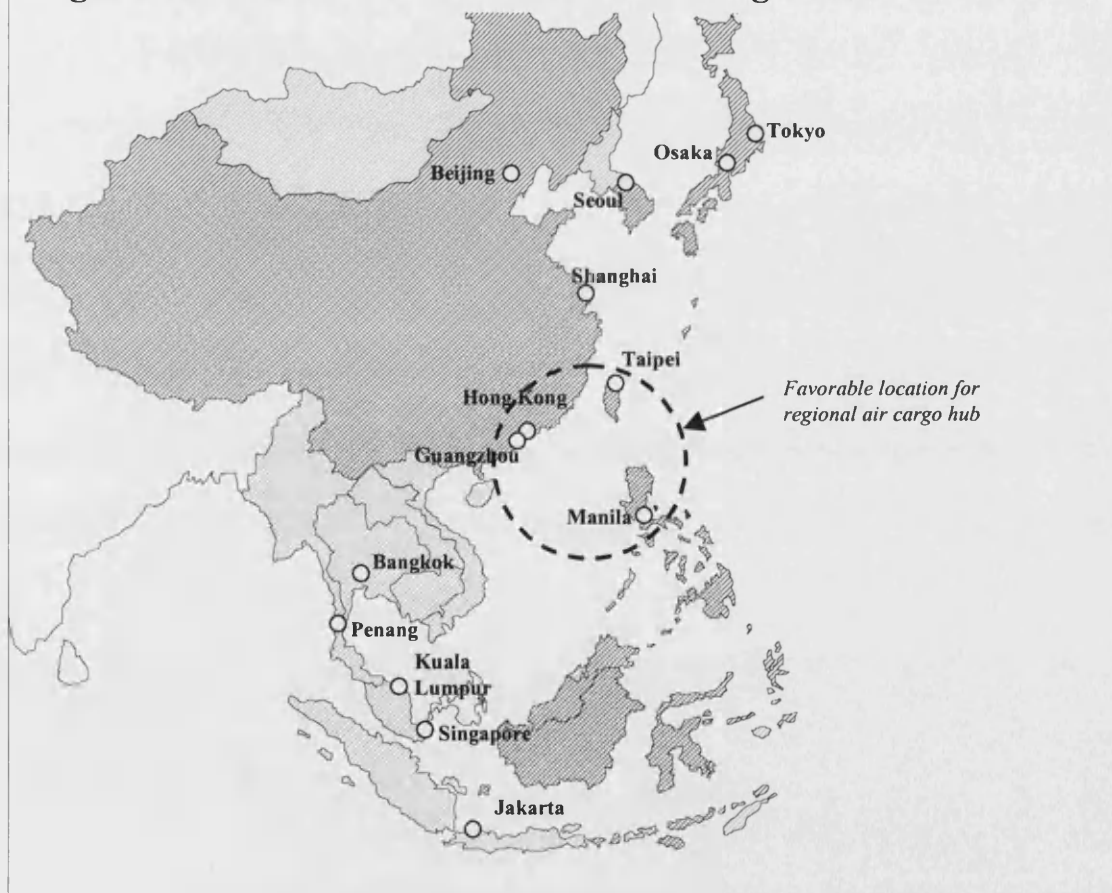 Tokyo
Osaka
Beijing
Seoul
Shanghai
Taipei
Hong Kong
Favorable location for
regional air cargo hub
Guangzhou
Manila
Bangkok
Penang
Kuala
Lumpur
Singapore
Jakarta